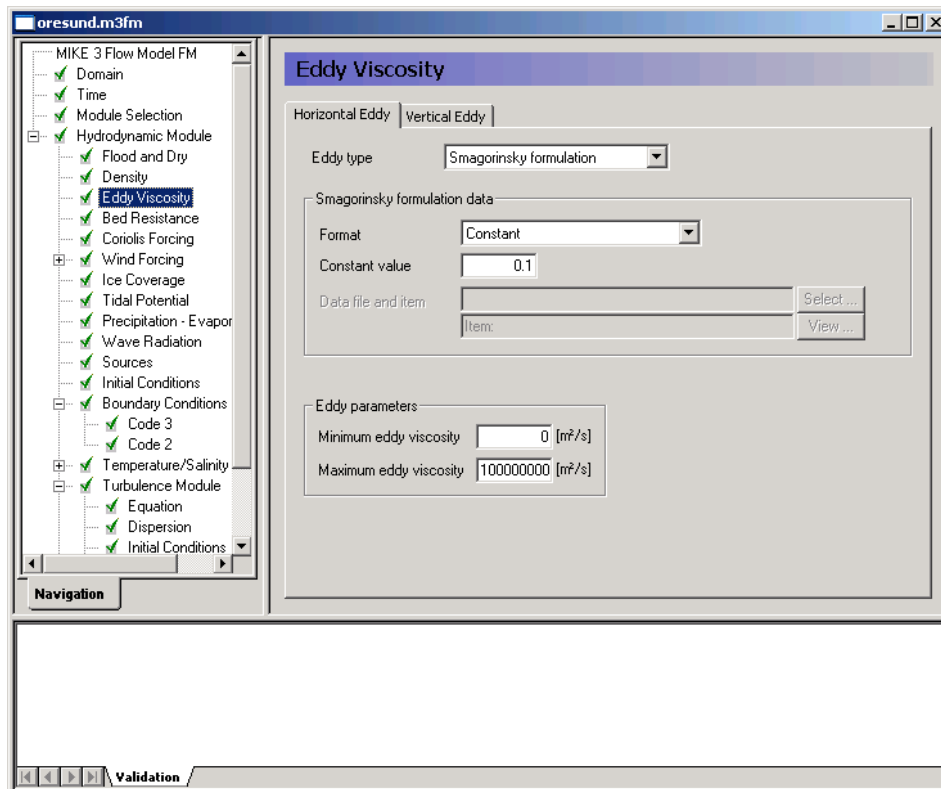 oresund.m3fm
MIKE 3 Flow Model FM
Domain
Time
Module Selection
Hydrodynamic Module
Flood and Dry
Density
Eddy Viscosity
Bed Resistance
Coriolis Forcing
Wind Forcing
Ice Coverage
Tidal Potential
Precipitation - Evapor
Wave Radiation
Sources
Initial Conditions
Boundary Conditions
Code 3
Code 2
Temperature/Salinity
Turbulence Module
Equation
Dispersion
Initial Conditions
Navigation
Eddy Viscosity
Horizontal Eddy Vertical Eddy
Eddy type Smagorinsky formulation
Smagorinsky formulation data
Format Constant
Constant value 0.1
Data file and item Select ...
Item: View ...
Eddy parameters
Minimum eddy viscosity 0 [m²/s]
Maximum eddy viscosity 100000000 [m²/s]
Validation